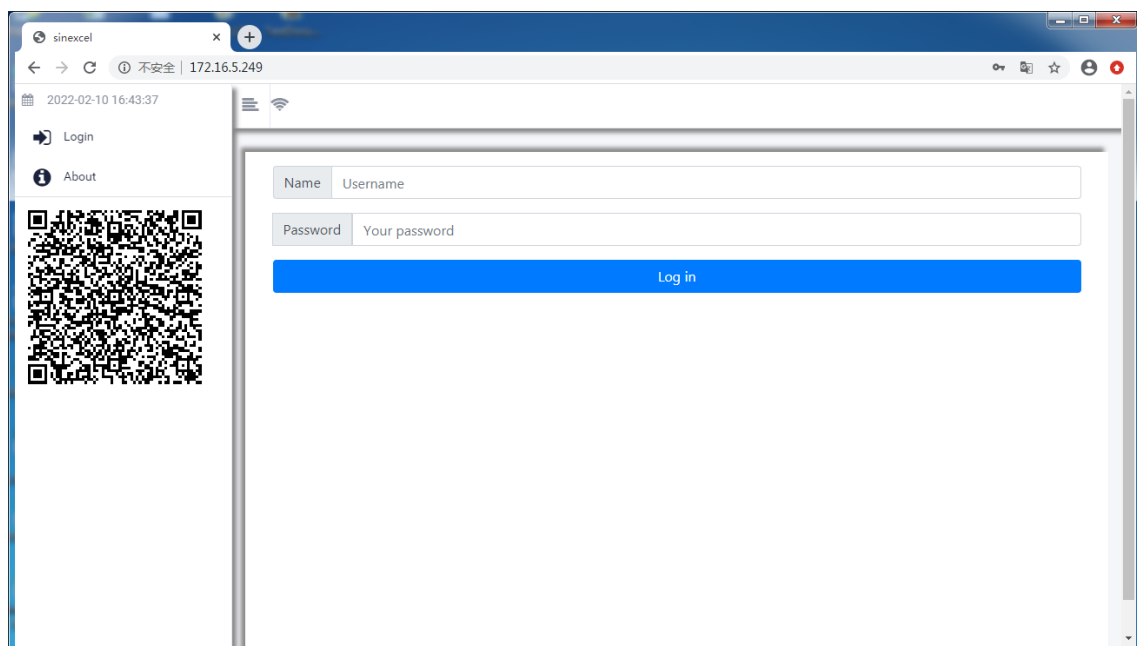 sinexcel
不安全 | 172.16.5.249
2022-02-10 16:43:37
Login
About
Name Username
Password Your password
Log in